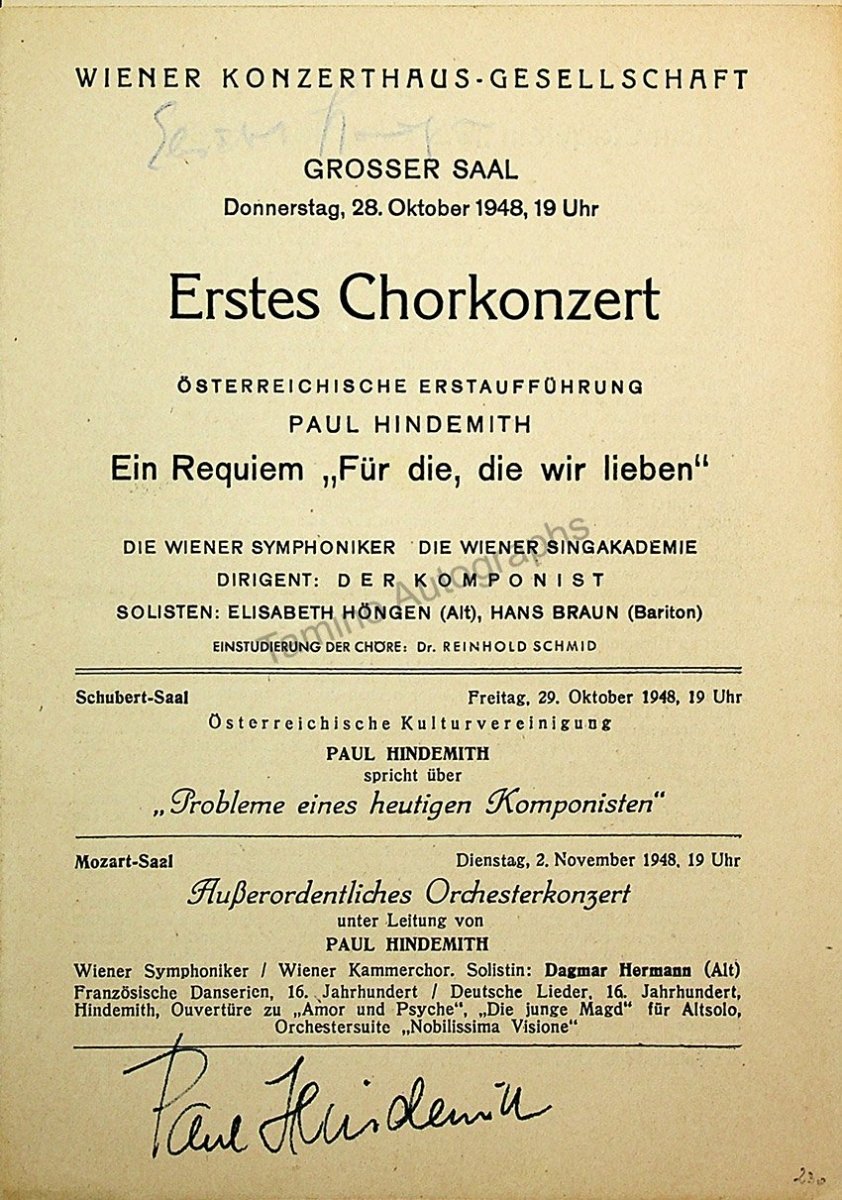 WIENER KONZERTHAUS-GESELLSCHAFT
GROSSER SAAL
Donnerstag, 28. Oktober 1948, 19 Uhr
Erstes Chorkonzert
ÖSTERREICHISCHE ERSTAUFFÜHRUNG
PAUL HINDEMITH
Ein Requiem „Für die, die wir lieben"
DIE WIENER SYMPHONIKER DIE WIENER SINGAKADEMIE
DIRIGENT: DER KOMPONIST
SOLISTEN: ELISABETH HÖNGEN (Alt), HANS BRAUN (Bariton)
EINSTUDIERUNG DER CHÖRE: Dr. REINHOLD SCHMID
Tamino Autographs
Schubert-Saal Freitag, 29. Oktober 1948, 19 Uhr
Österreichische Kulturvereinigung
PAUL HINDEMITH
spricht über
„Probleme eines heutigen Komponisten"
Mozart-Saal Dienstag, 2. November 1948, 19 Uhr
Außerordentliches Orchesterkonzert
unter Leitung von
PAUL HINDEMITH
Wiener Symphoniker / Wiener Kammerchor. Solistin: Dagmar Hermann (Alt)
Französische Danserien, 16. Jahrhundert / Deutsche Lieder, 16. Jahrhundert,
Hindemith, Ouvertüre zu „Amor und Psyche", „Die junge Magd" für Altsolo,
Orchestersuite „Nobilissima Visione"
Paul Hindemith